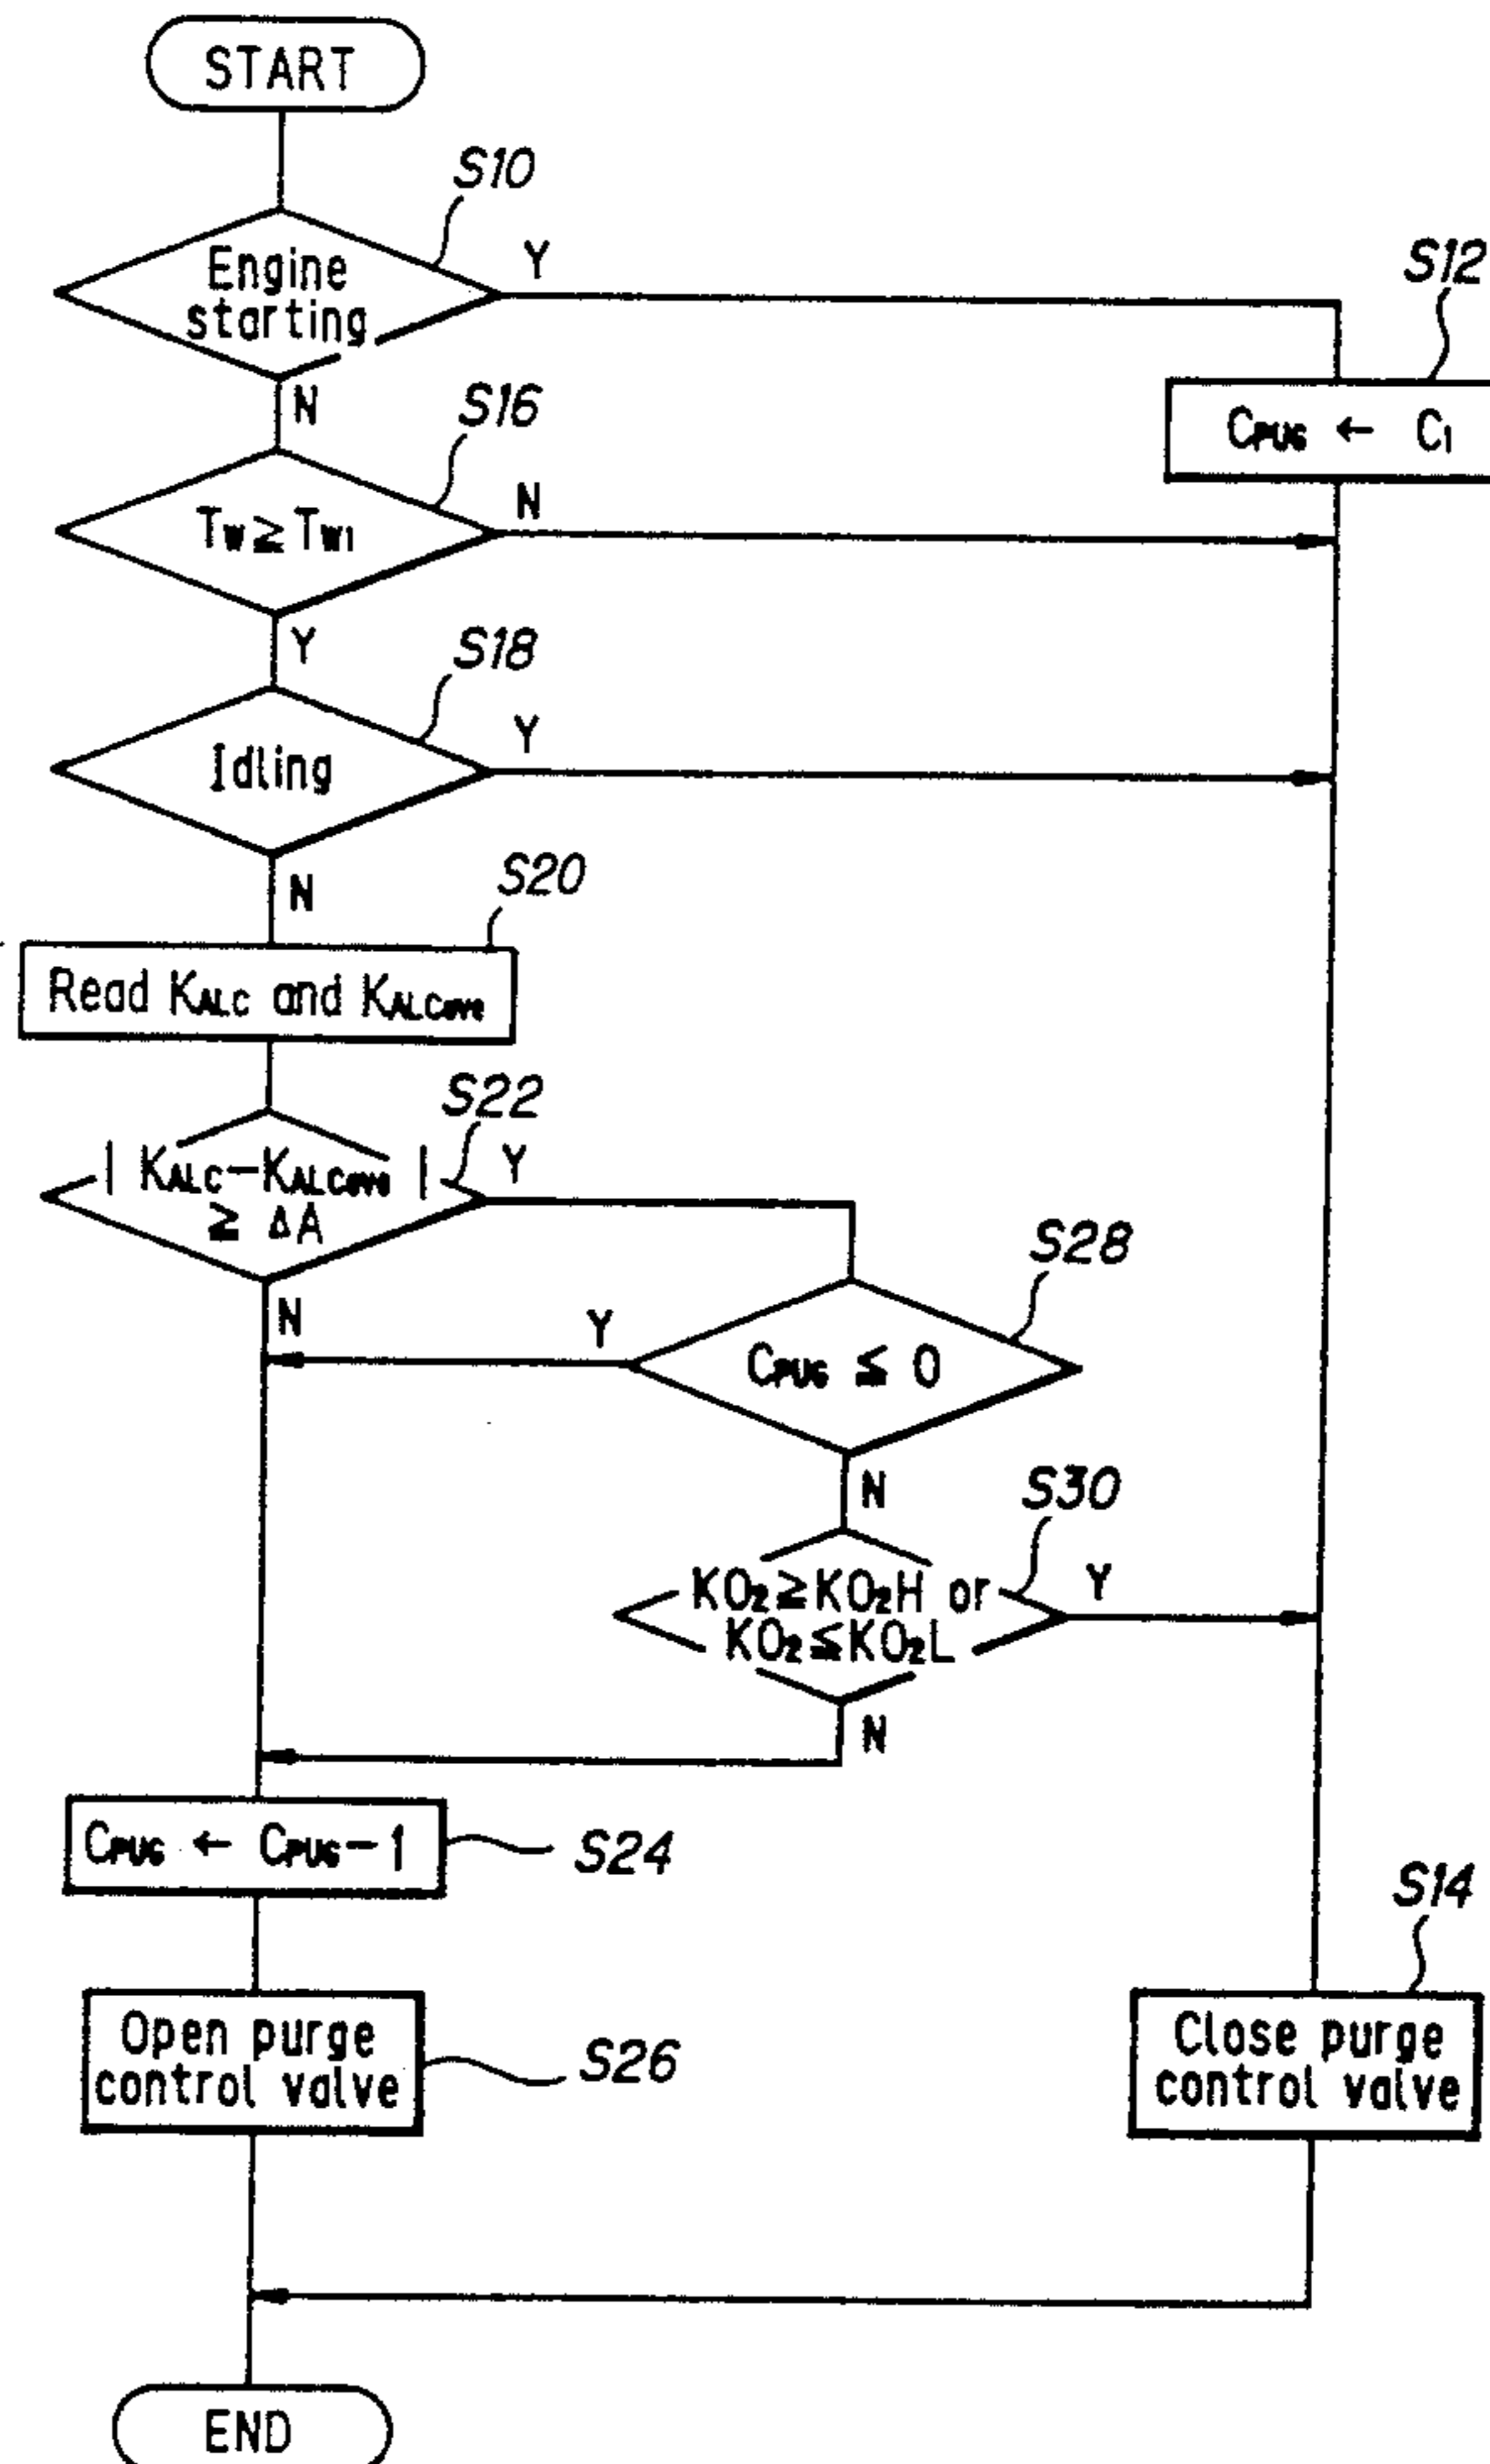 START
S10
Engine
starting
Y
S12
CPUG ← C1
N
S16
TW ≧ TW1
N
Y
S18
Idling
Y
N
S20
Read KALC and KALCave
S22
| KALC−KALCave |
≧ ΔA
Y
N
S28
CPUG ≦ 0
Y
N
S30
KO2≧KO2H or
KO2≦KO2L
Y
N
CPUG ← CPUG−1
S24
S14
Open purge
control valve
S26
Close purge
control valve
END